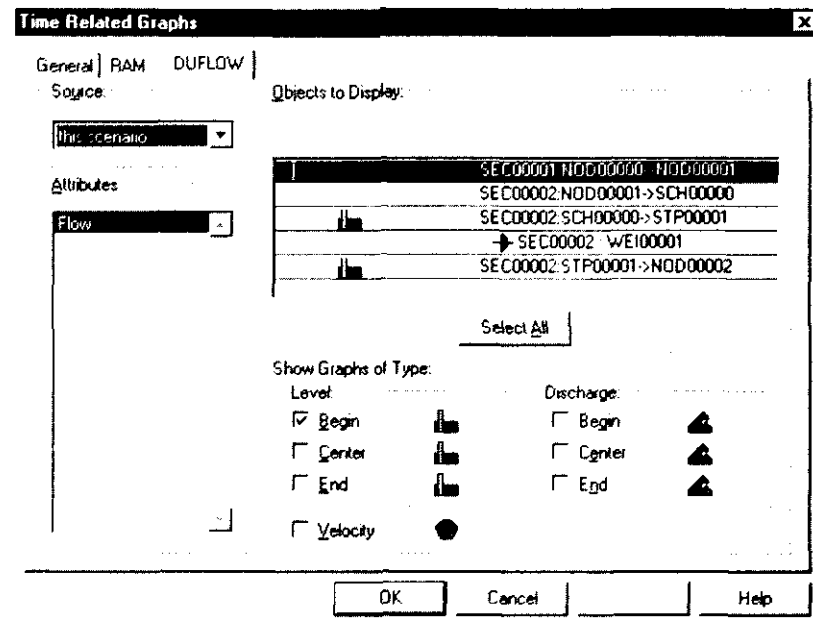 Time Related Graphs
General RAM DUFLOW
Source:
this scenario
Attributes
Flow
Objects to Display:
SEC00001:NOD00000->NOD00001
SEC00002:NOD00001->SCH00000
SEC00002:SCH00000->STP00001
SEC00002 : WEI00001
SEC00002:STP00001->NOD00002
Select All
Show Graphs of Type:
Level: Discharge:
Begin Begin
Center Center
End End
Velocity
OK Cancel Help